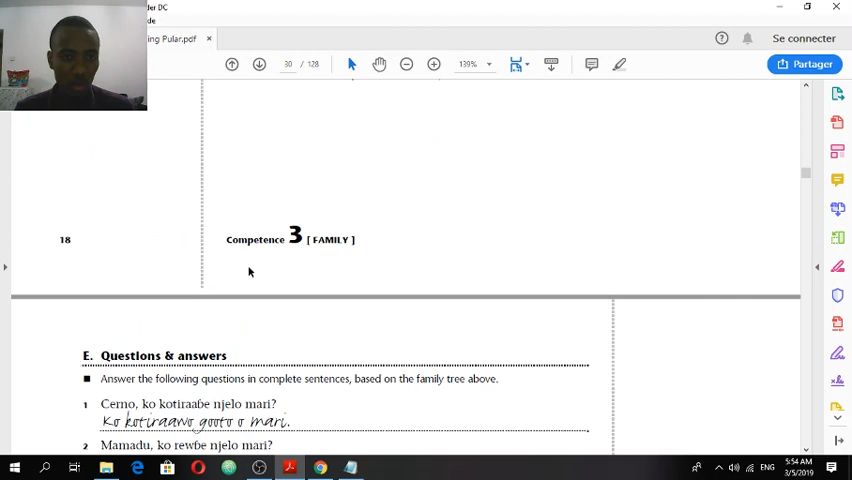 der DC
de
ing Pular.pdf
Se connecter
30 / 128
139%
Partager
18
Competence 3 [ FAMILY ]
E. Questions & answers
Answer the following questions in complete sentences, based on the family tree above.
1 Cerno, ko kotiraaɓe njelo mari?
Ko kotiraawo gooto o mari.
2 Mamadu, ko rewɓe njelo mari?
ENG
5:54 AM
3/5/2019